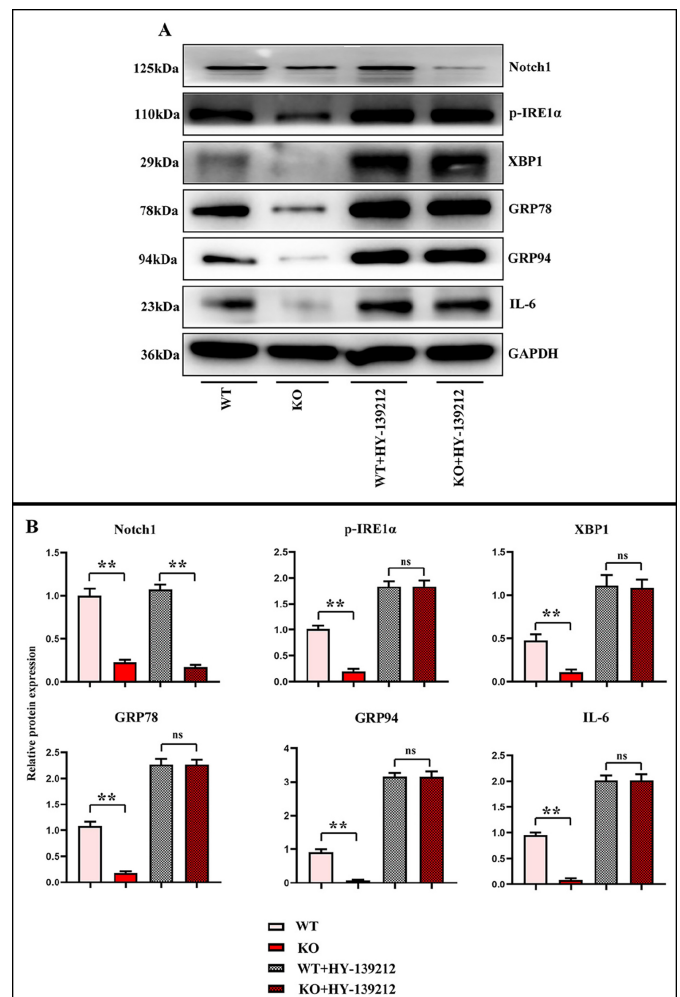 A
125kDa Notch1
110kDa p-IRE1α
29kDa XBP1
78kDa GRP78
94kDa GRP94
23kDa IL-6
36kDa GAPDH
WT KO WT+HY-139212 KO+HY-139212
B
Notch1 p-IRE1α XBP1
Relative protein expression
1.5
1.0
0.5
0.0
** **
2.5
2.0
1.5
1.0
0.5
0.0
** ns
1.5
1.0
0.5
0.0
** ns
GRP78 GRP94 IL-6
2.5
2.0
1.5
1.0
0.5
0.0
** ns
4
3
2
1
0
** ns
2.5
2.0
1.5
1.0
0.5
0.0
** ns
WT
KO
WT+HY-139212
KO+HY-139212